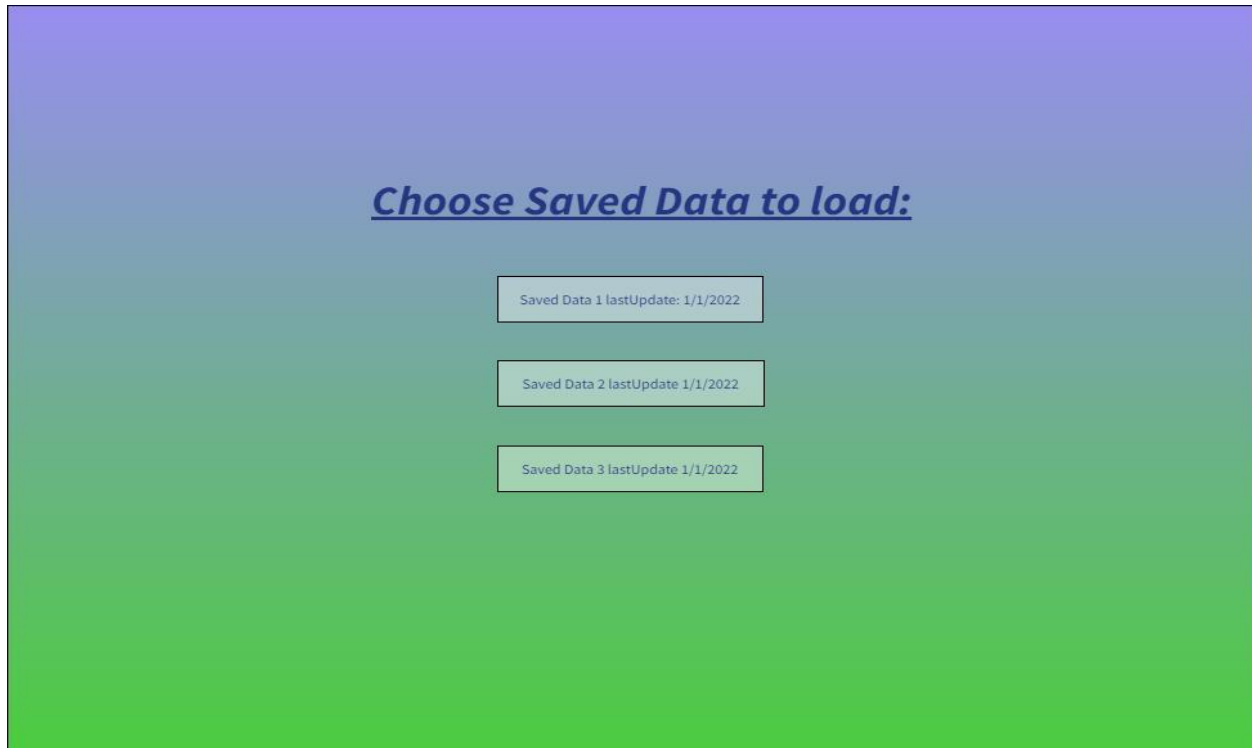 Choose Saved Data to load:
Saved Data 1 lastUpdate: 1/1/2022
Saved Data 2 lastUpdate 1/1/2022
Saved Data 3 lastUpdate 1/1/2022